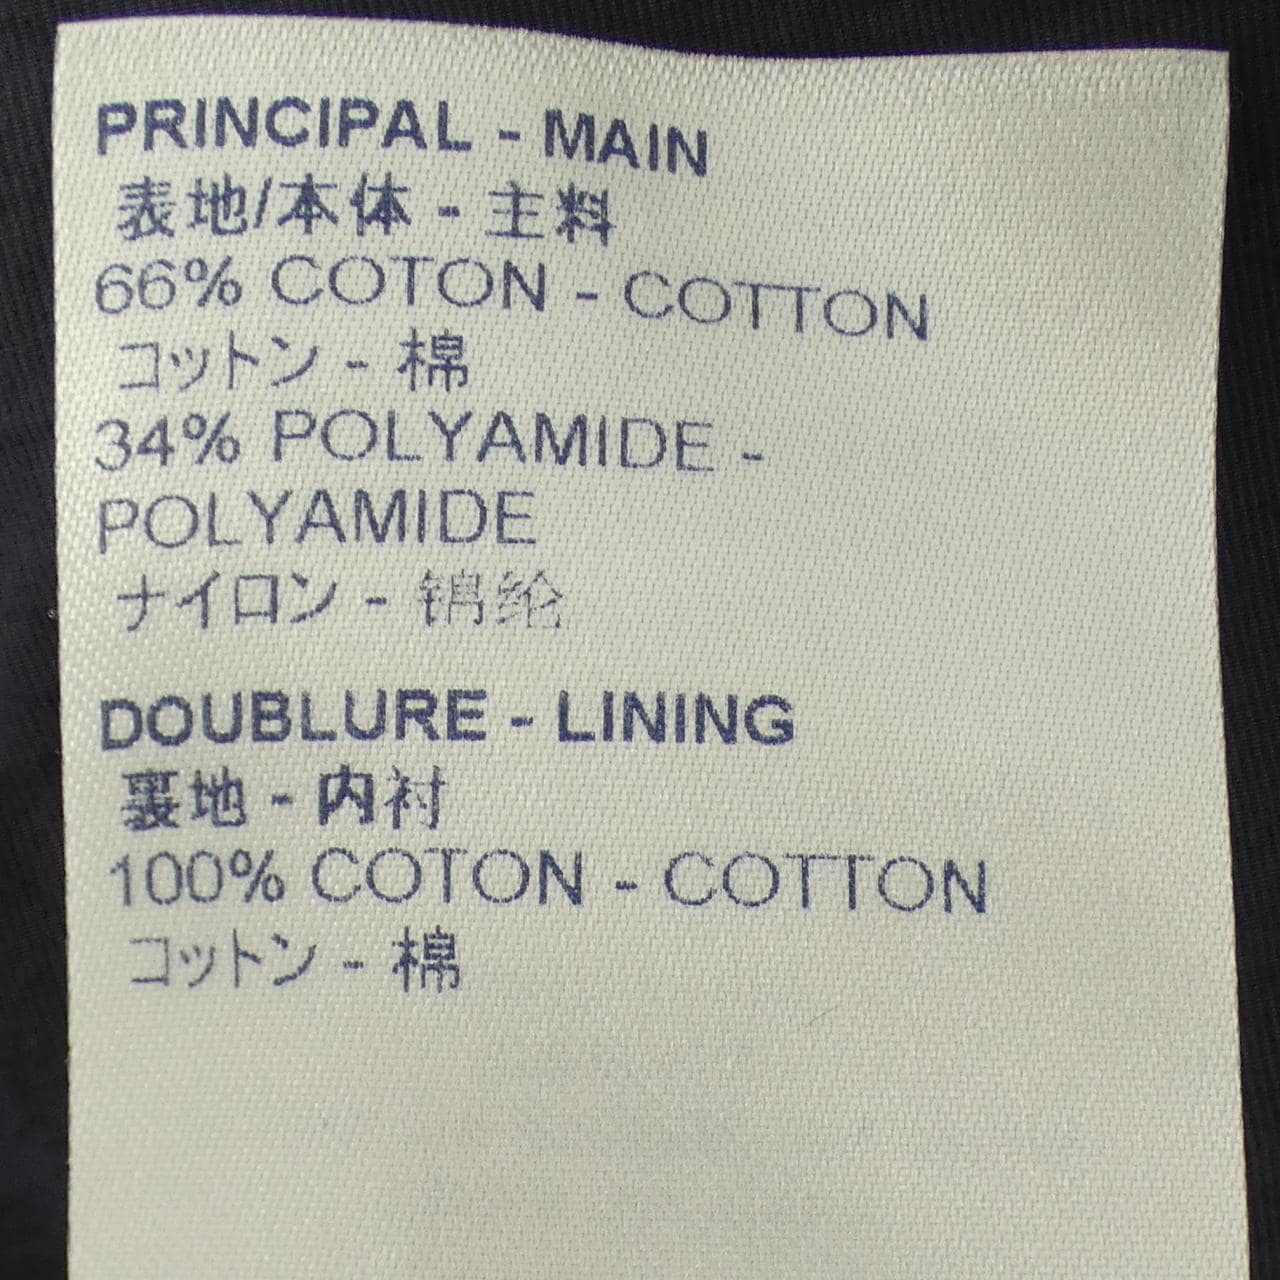 PRINCIPAL - MAIN
表地/本体 - 主料
66% COTON - COTTON
コットン - 棉
34% POLYAMIDE -
POLYAMIDE
ナイロン - 锦纶
DOUBLURE - LINING
裏地 - 内衬
100% COTON - COTTON
コットン - 棉